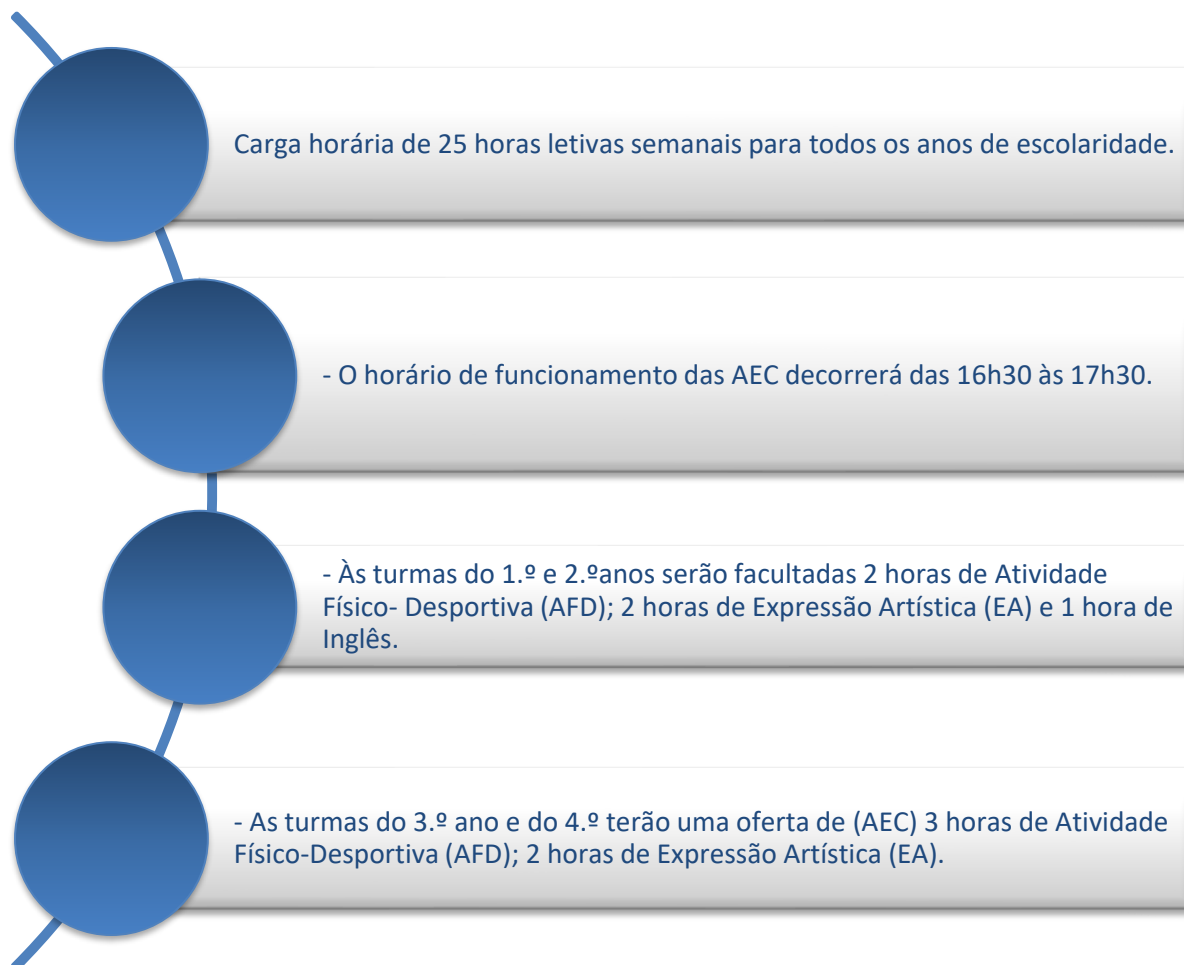 Carga horária de 25 horas letivas semanais para todos os anos de escolaridade.
- O horário de funcionamento das AEC decorrerá das 16h30 às 17h30.
- Às turmas do 1.º e 2.ºanos serão facultadas 2 horas de Atividade
Físico- Desportiva (AFD); 2 horas de Expressão Artística (EA) e 1 hora de
Inglês.
- As turmas do 3.º ano e do 4.º terão uma oferta de (AEC) 3 horas de Atividade
Físico-Desportiva (AFD); 2 horas de Expressão Artística (EA).